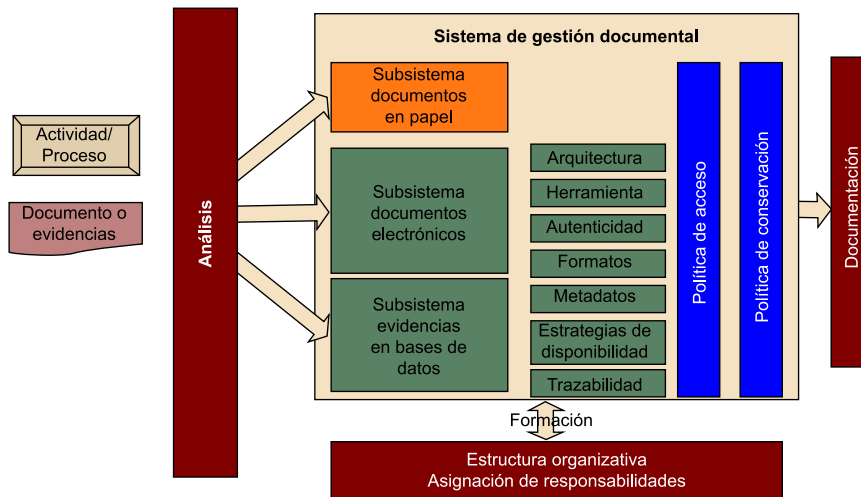 Actividad/
Proceso
Documento o
evidencias
Análisis
Sistema de gestión documental
Subsistema
documentos
en papel
Subsistema
documentos
electrónicos
Subsistema
evidencias
en bases de
datos
Arquitectura
Herramienta
Autenticidad
Formatos
Metadatos
Estrategias de
disponibilidad
Trazabilidad
Política de acceso
Política de conservación
Documentación
Formación
Estructura organizativa
Asignación de responsabilidades